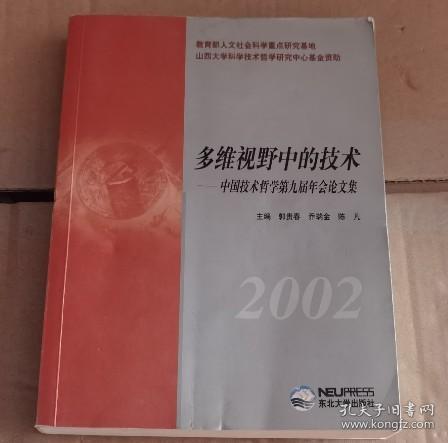 教育部人文社会科学重点研究基地
山西大学科学技术哲学研究中心基金资助
多维视野中的技术
——中国技术哲学第九届年会论文集
主编 郭贵春 乔瑞金 陈 凡
2002
NEUPRESS
东北大学出版社
孔夫子旧书网
kongfz.com